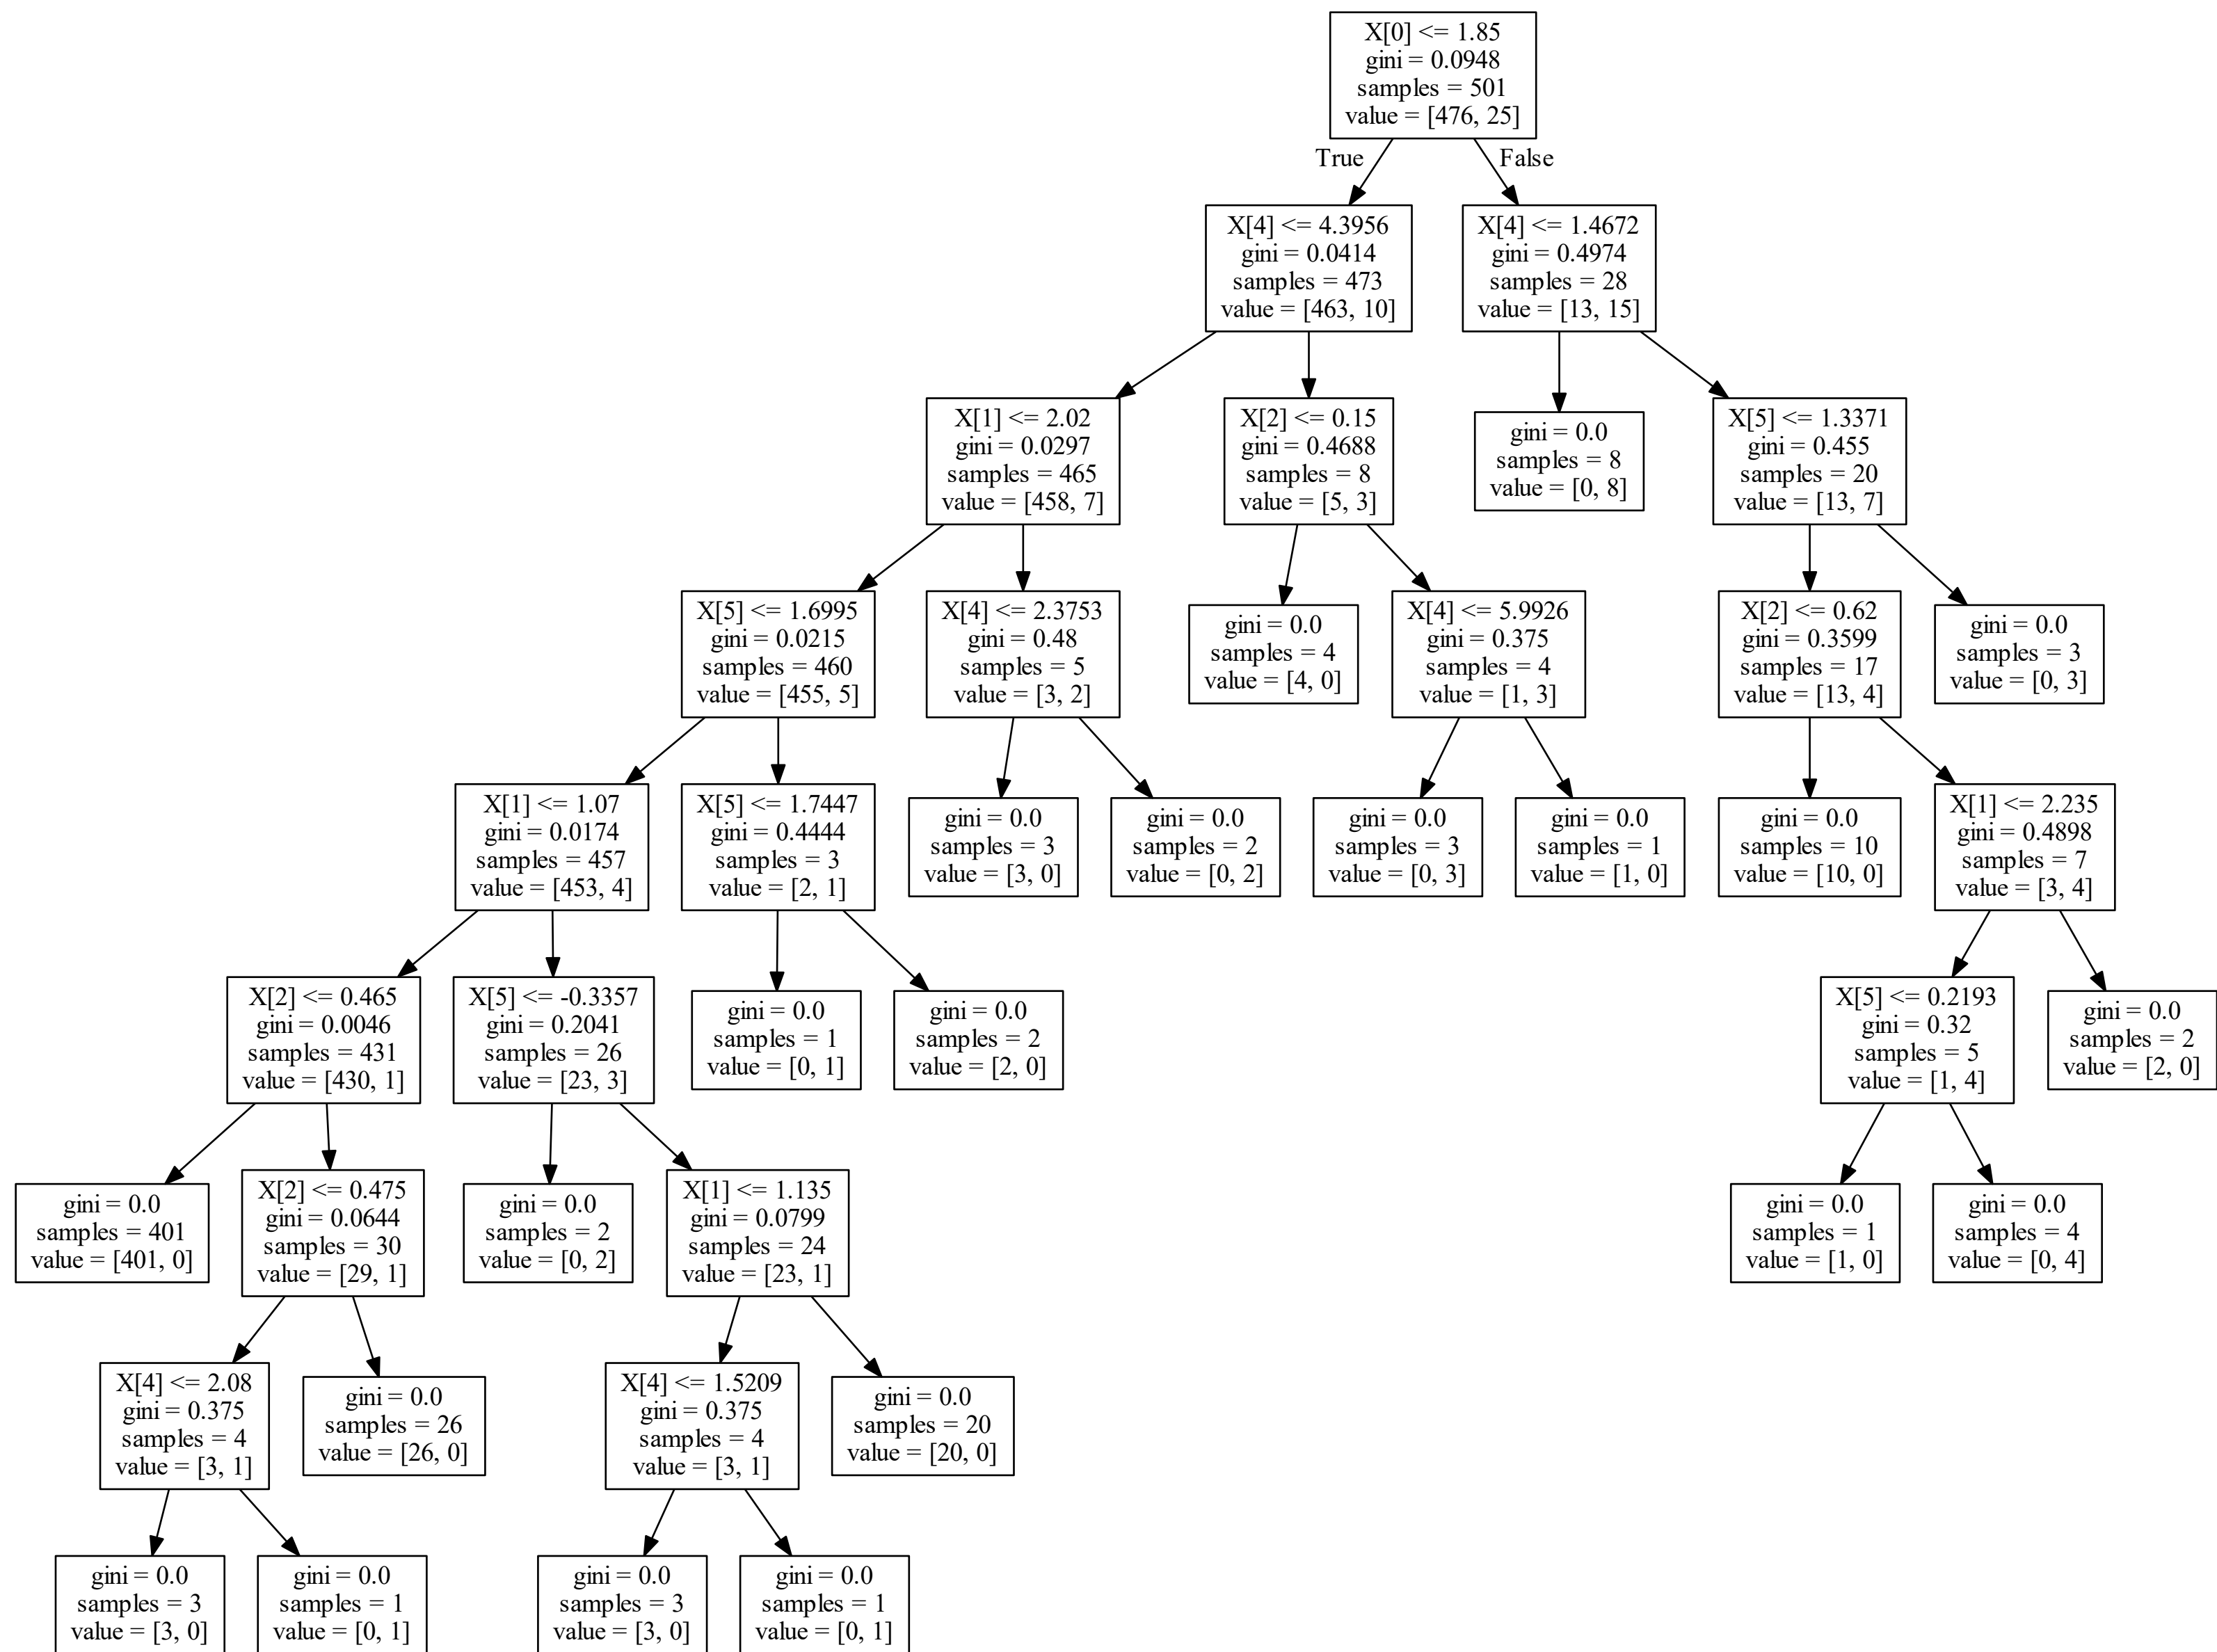 X[0] <= 1.85
gini = 0.0948
samples = 501
value = [476, 25]
True
False
X[4] <= 4.3956
gini = 0.0414
samples = 473
value = [463, 10]
X[4] <= 1.4672
gini = 0.4974
samples = 28
value = [13, 15]
X[1] <= 2.02
gini = 0.0297
samples = 465
value = [458, 7]
X[2] <= 0.15
gini = 0.4688
samples = 8
value = [5, 3]
gini = 0.0
samples = 8
value = [0, 8]
X[5] <= 1.3371
gini = 0.455
samples = 20
value = [13, 7]
X[5] <= 1.6995
gini = 0.0215
samples = 460
value = [455, 5]
X[4] <= 2.3753
gini = 0.48
samples = 5
value = [3, 2]
gini = 0.0
samples = 4
value = [4, 0]
X[4] <= 5.9926
gini = 0.375
samples = 4
value = [1, 3]
X[2] <= 0.62
gini = 0.3599
samples = 17
value = [13, 4]
gini = 0.0
samples = 3
value = [0, 3]
X[1] <= 1.07
gini = 0.0174
samples = 457
value = [453, 4]
X[5] <= 1.7447
gini = 0.4444
samples = 3
value = [2, 1]
gini = 0.0
samples = 3
value = [3, 0]
gini = 0.0
samples = 2
value = [0, 2]
gini = 0.0
samples = 3
value = [0, 3]
gini = 0.0
samples = 1
value = [1, 0]
gini = 0.0
samples = 10
value = [10, 0]
X[1] <= 2.235
gini = 0.4898
samples = 7
value = [3, 4]
X[2] <= 0.465
gini = 0.0046
samples = 431
value = [430, 1]
X[5] <= -0.3357
gini = 0.2041
samples = 26
value = [23, 3]
gini = 0.0
samples = 1
value = [0, 1]
gini = 0.0
samples = 2
value = [2, 0]
X[5] <= 0.2193
gini = 0.32
samples = 5
value = [1, 4]
gini = 0.0
samples = 2
value = [2, 0]
gini = 0.0
samples = 401
value = [401, 0]
X[2] <= 0.475
gini = 0.0644
samples = 30
value = [29, 1]
gini = 0.0
samples = 2
value = [0, 2]
X[1] <= 1.135
gini = 0.0799
samples = 24
value = [23, 1]
gini = 0.0
samples = 1
value = [1, 0]
gini = 0.0
samples = 4
value = [0, 4]
X[4] <= 2.08
gini = 0.375
samples = 4
value = [3, 1]
gini = 0.0
samples = 26
value = [26, 0]
X[4] <= 1.5209
gini = 0.375
samples = 4
value = [3, 1]
gini = 0.0
samples = 20
value = [20, 0]
gini = 0.0
samples = 3
value = [3, 0]
gini = 0.0
samples = 1
value = [0, 1]
gini = 0.0
samples = 3
value = [3, 0]
gini = 0.0
samples = 1
value = [0, 1]